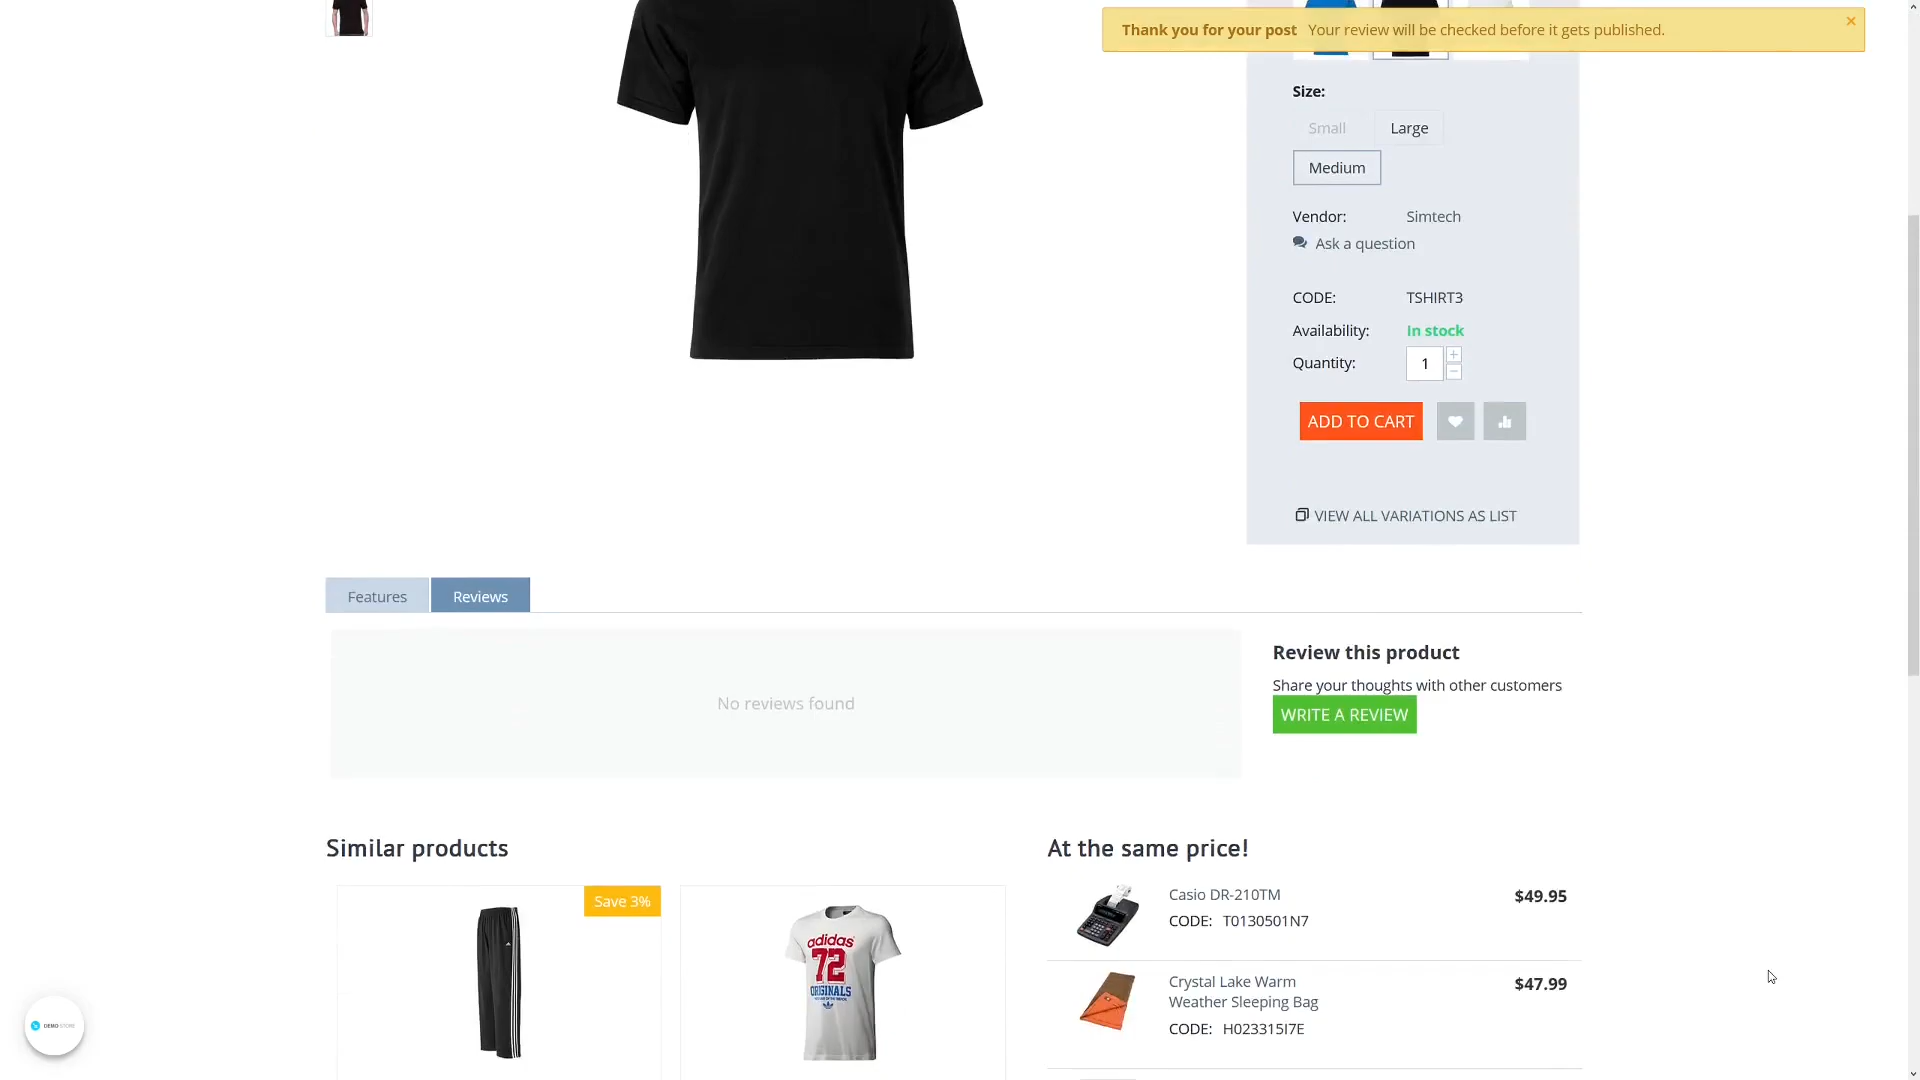 Thank you for your post Your review will be checked before it gets published.
×
Size:
Small Large
Medium
Vendor: Simtech
Ask a question
CODE: TSHIRT3
Availability: In stock
Quantity: 1 + −
ADD TO CART
VIEW ALL VARIATIONS AS LIST
Features Reviews
No reviews found
Review this product
Share your thoughts with other customers
WRITE A REVIEW
Similar products
Save 3%
adidas
72
ORIGINALS
At the same price!
Casio DR-210TM $49.95
CODE: T0130501N7
Crystal Lake Warm $47.99
Weather Sleeping Bag
CODE: H023315I7E
DEMO STORE